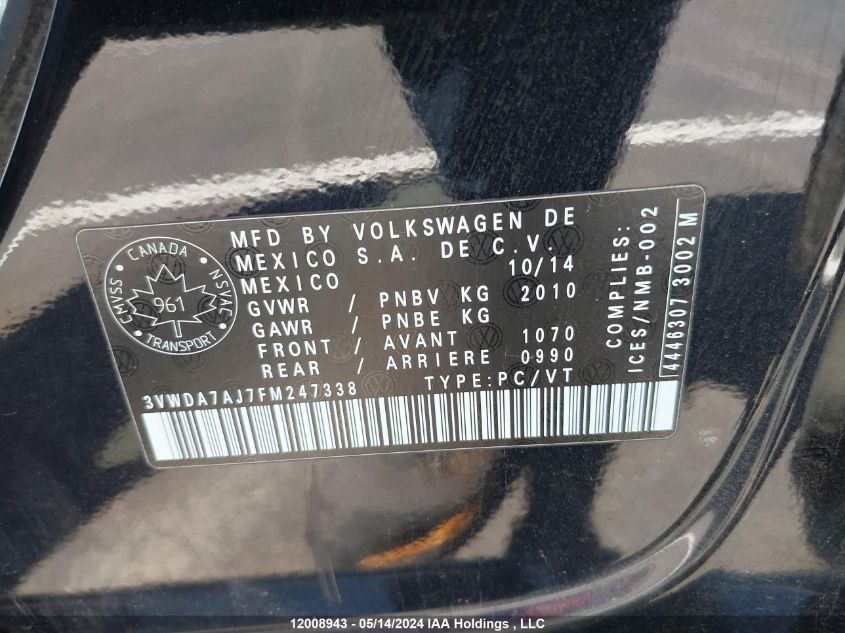 CANADA
CMVSS
NSVAC
961
TRANSPORT
MFD BY VOLKSWAGEN DE
MEXICO S.A. DE C.V.
MEXICO 10/14
GVWR / PNBV KG 2010
GAWR / PNBE KG
FRONT / AVANT 1070
REAR / ARRIERE 0990
TYPE:PC/VT
3VWDA7AJ7FM247338
COMPLIES:
ICES/NMB-002
4446307 3002 M
12008943 - 05/14/2024 IAA Holdings, LLC